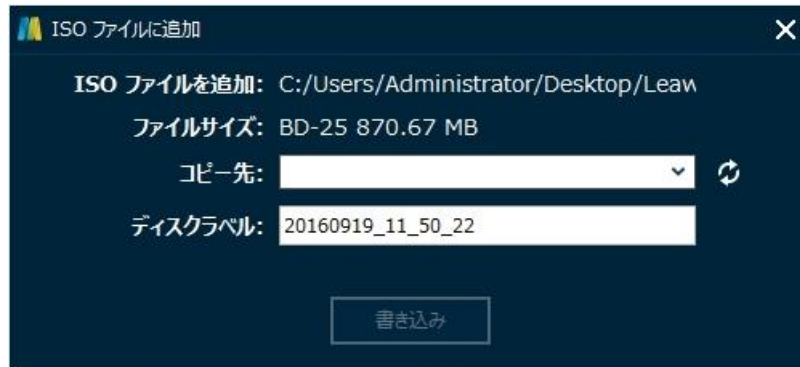 ISO ファイルに追加
ISO ファイルを追加: C:/Users/Administrator/Desktop/Leaw
ファイルサイズ: BD-25 870.67 MB
コピー先:
ディスクラベル: 20160919_11_50_22
書き込み